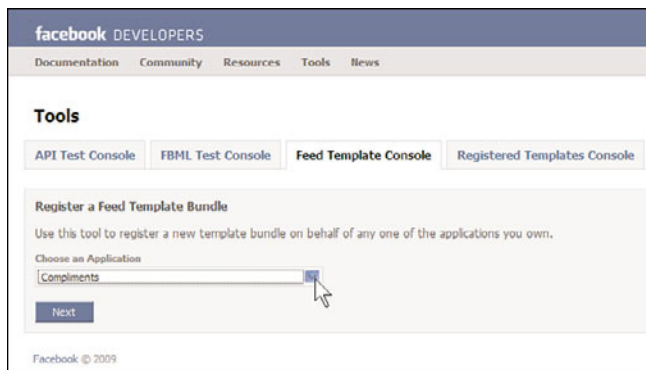 facebook DEVELOPERS
Documentation Community Resources Tools News
Tools
API Test Console FBML Test Console Feed Template Console Registered Templates Console
Register a Feed Template Bundle
Use this tool to register a new template bundle on behalf of any one of the applications you own.
Choose an Application
Compliments
Next
Facebook © 2009